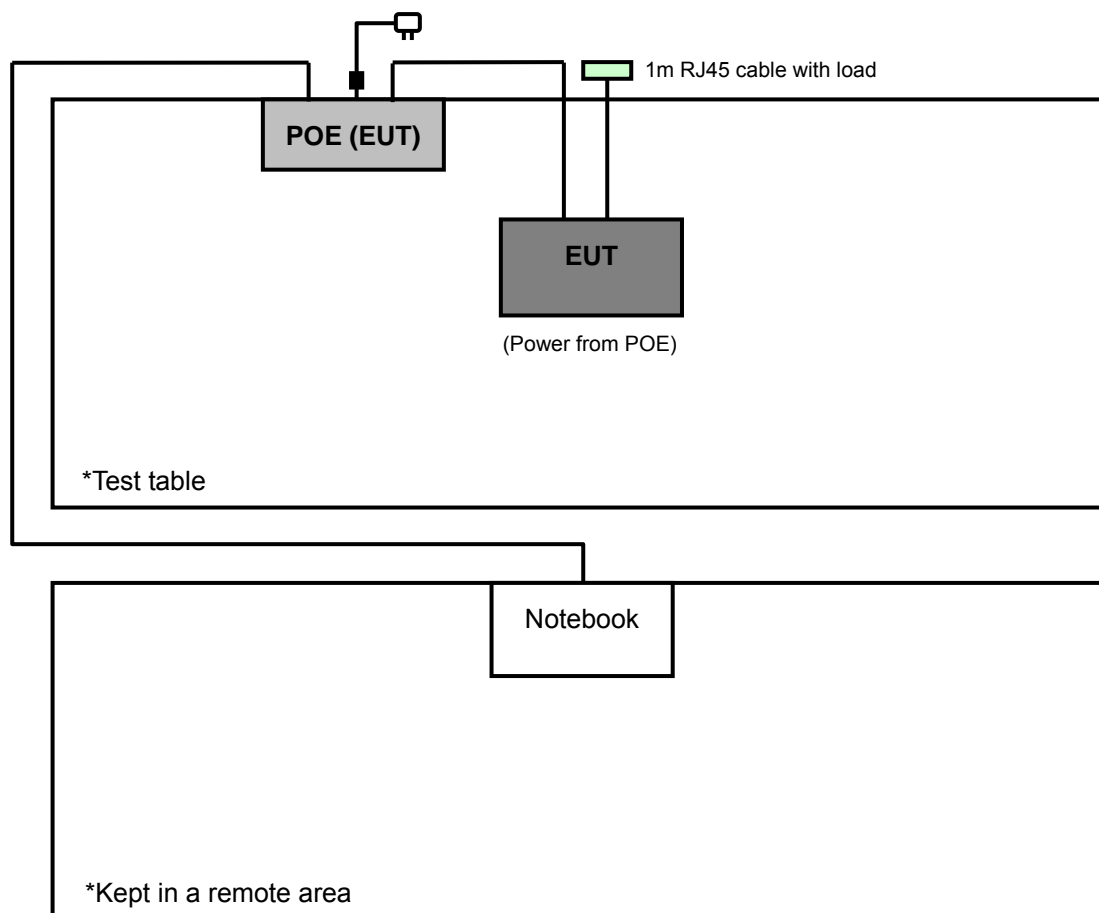 1m RJ45 cable with load
POE (EUT)
EUT
(Power from POE)
*Test table
Notebook
*Kept in a remote area